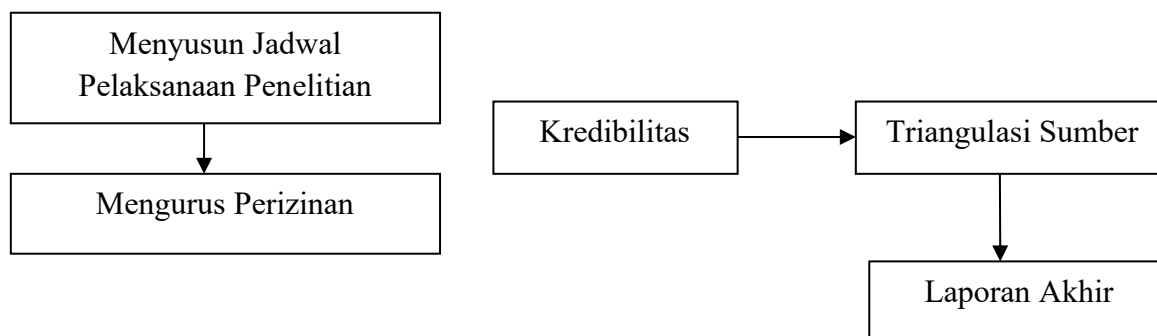 Menyusun Jadwal
Pelaksanaan Penelitian
Mengurus Perizinan
Kredibilitas
Triangulasi Sumber
Laporan Akhir